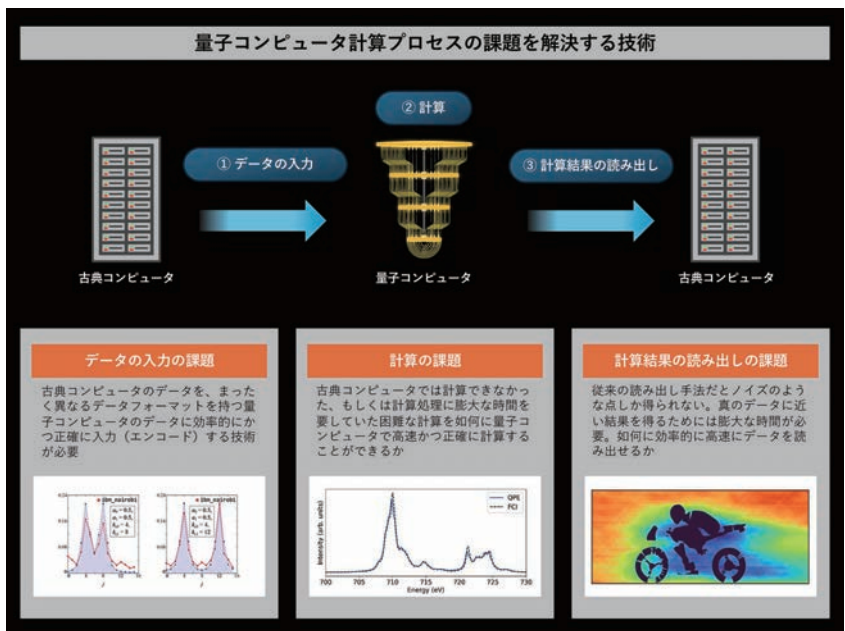 量子コンピュータ計算プロセスの課題を解決する技術
② 計算
① データの入力
③ 計算結果の読み出し
古典コンピュータ
量子コンピュータ
古典コンピュータ
データの入力の課題
古典コンピュータのデータを、まった
く異なるデータフォーマットを持つ量
子コンピュータのデータに効率的にか
つ正確に入力（エンコード）する技術
が必要
ibm_nairobi
ibm_nairobi
計算の課題
古典コンピュータでは計算できなかっ
た、もしくは計算処理に膨大な時間を
要していた困難な計算を如何に量子コ
ンピュータで高速かつ正確に計算する
ことができるか
Intensity (arb. units)
QPE
FCI
700 705 710 715 720 725 730
Energy (eV)
計算結果の読み出しの課題
従来の読み出し手法だとノイズのよう
な点しか得られない。真のデータに近
い結果を得るためには膨大な時間が必
要。如何に効率的に高速にデータを読
み出せるか